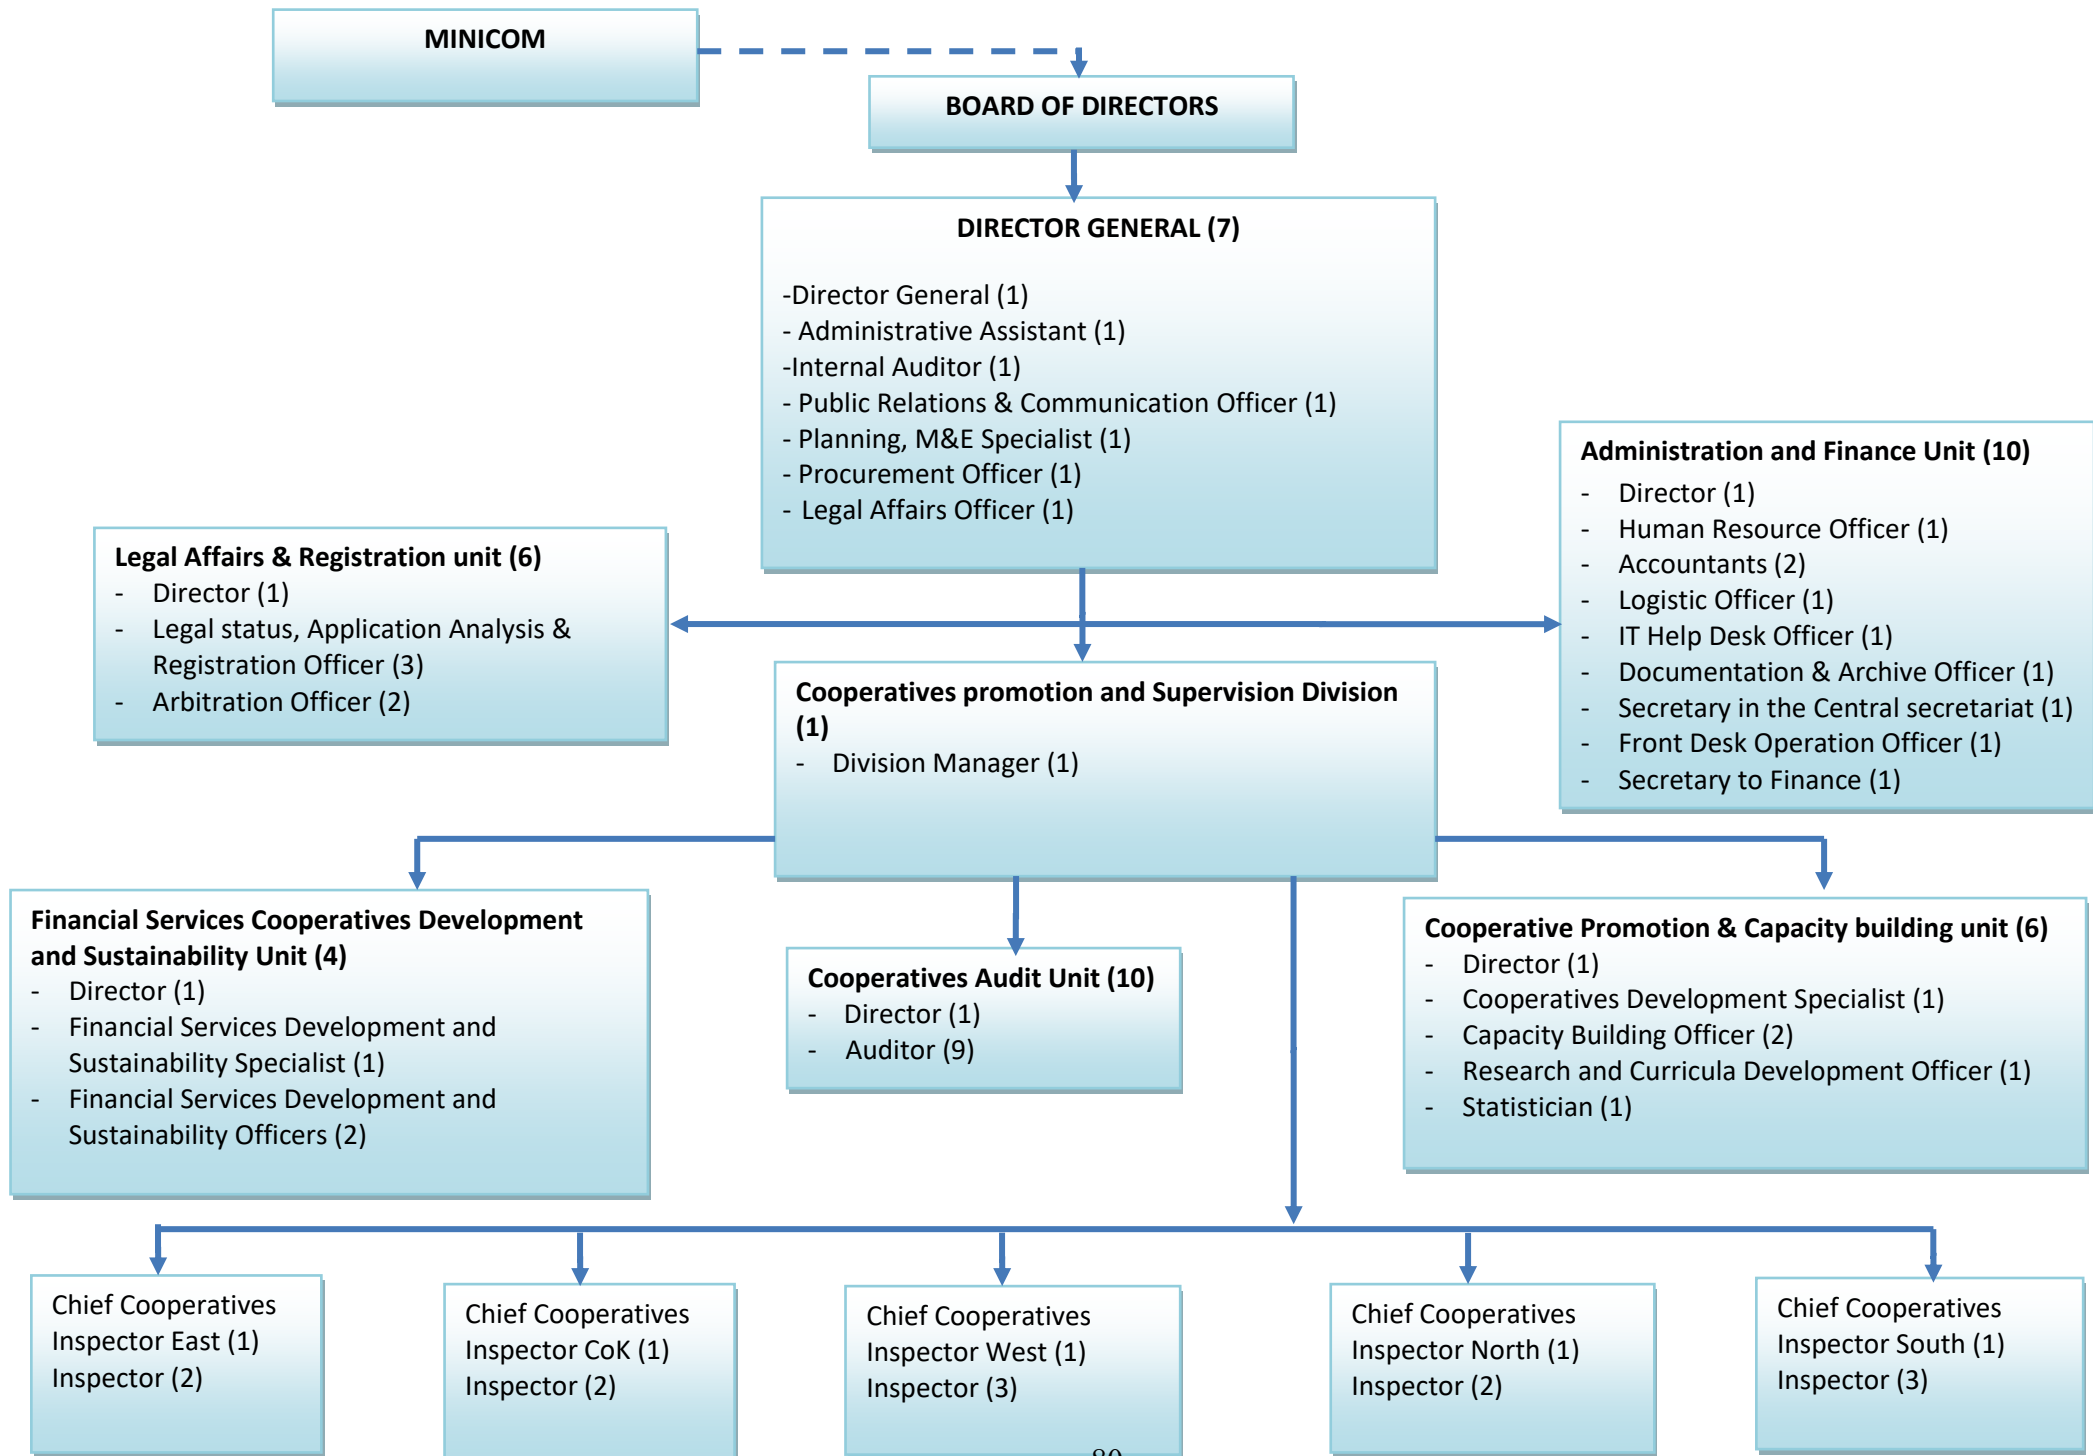 MINICOM
BOARD OF DIRECTORS
DIRECTOR GENERAL (7)
-Director General (1)
- Administrative Assistant (1)
-Internal Auditor (1)
- Public Relations & Communication Officer (1)
- Planning, M&E Specialist (1)
- Procurement Officer (1)
- Legal Affairs Officer (1)
Administration and Finance Unit (10)
- Director (1)
- Human Resource Officer (1)
- Accountants (2)
- Logistic Officer (1)
- IT Help Desk Officer (1)
- Documentation & Archive Officer (1)
- Secretary in the Central secretariat (1)
- Front Desk Operation Officer (1)
- Secretary to Finance (1)
Legal Affairs & Registration unit (6)
- Director (1)
- Legal status, Application Analysis &
Registration Officer (3)
- Arbitration Officer (2)
Cooperatives promotion and Supervision Division
(1)
- Division Manager (1)
Financial Services Cooperatives Development
and Sustainability Unit (4)
- Director (1)
- Financial Services Development and
Sustainability Specialist (1)
- Financial Services Development and
Sustainability Officers (2)
Cooperatives Audit Unit (10)
- Director (1)
- Auditor (9)
Cooperative Promotion & Capacity building unit (6)
- Director (1)
- Cooperatives Development Specialist (1)
- Capacity Building Officer (2)
- Research and Curricula Development Officer (1)
- Statistician (1)
Chief Cooperatives
Inspector East (1)
Inspector (2)
Chief Cooperatives
Inspector CoK (1)
Inspector (2)
Chief Cooperatives
Inspector West (1)
Inspector (3)
Chief Cooperatives
Inspector North (1)
Inspector (2)
Chief Cooperatives
Inspector South (1)
Inspector (3)